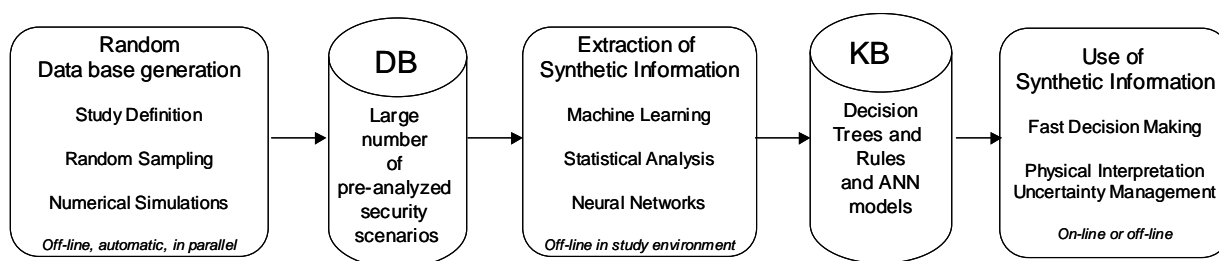 Random
Data base generation
Study Definition
Random Sampling
Numerical Simulations
Off-line, automatic, in parallel
DB
Large
number
of
pre-analyzed
security
scenarios
Extraction of
Synthetic Information
Machine Learning
Statistical Analysis
Neural Networks
Off-line in study environment
KB
Decision
Trees and
Rules
and ANN
models
Use of
Synthetic Information
Fast Decision Making
Physical Interpretation
Uncertainty Management
On-line or off-line